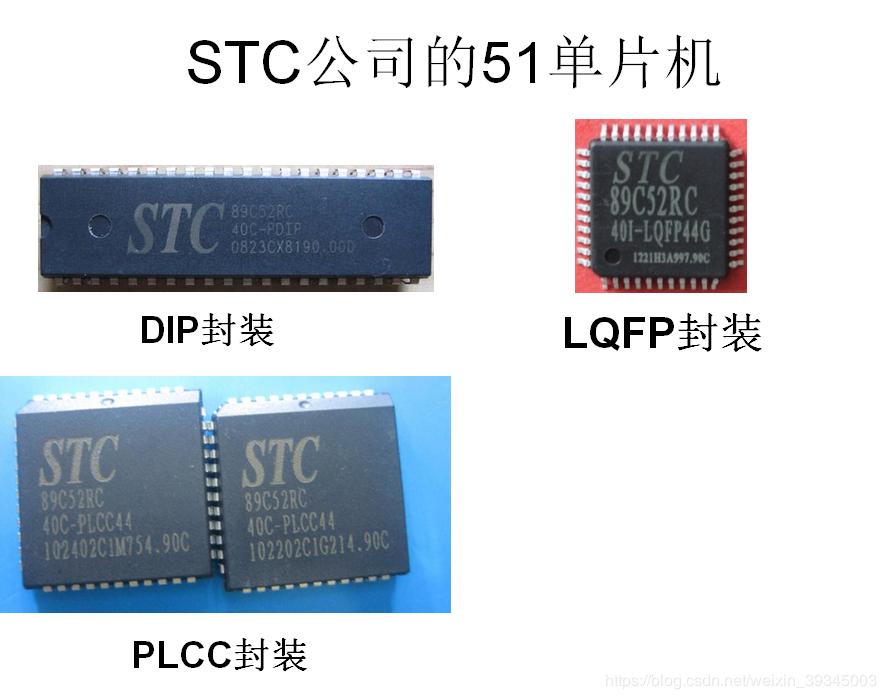 STC公司的51单片机
STC
89C52RC
40C-PDIP
0823CX8190.00D
DIP封装
STC
89C52RC
40I-LQFP44G
1221H3A997.90C
LQFP封装
STC
89C52RC
40C-PLCC44
102402C1M754.90C
STC
89C52RC
40C-PLCC44
102202C1G214.90C
PLCC封装
https://blog.csdn.net/weixin_39345003